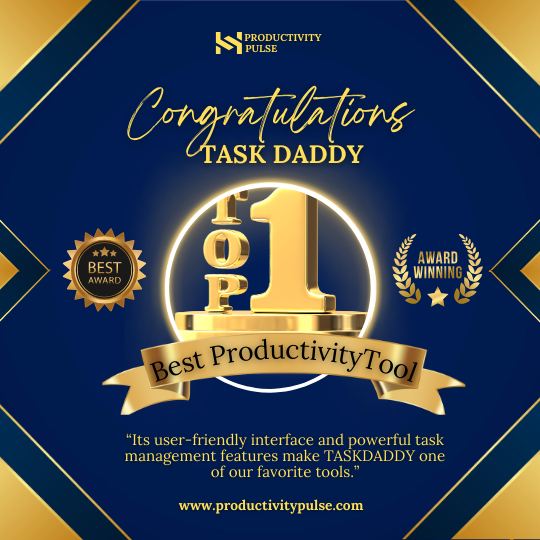 PRODUCTIVITY
PULSE
Congratulations
TASK DADDY
TOP
1
BEST
AWARD
AWARD
WINNING
Best ProductivityTool
“Its user-friendly interface and powerful task
management features make TASKDADDY one
of our favorite tools.”
www.productivitypulse.com